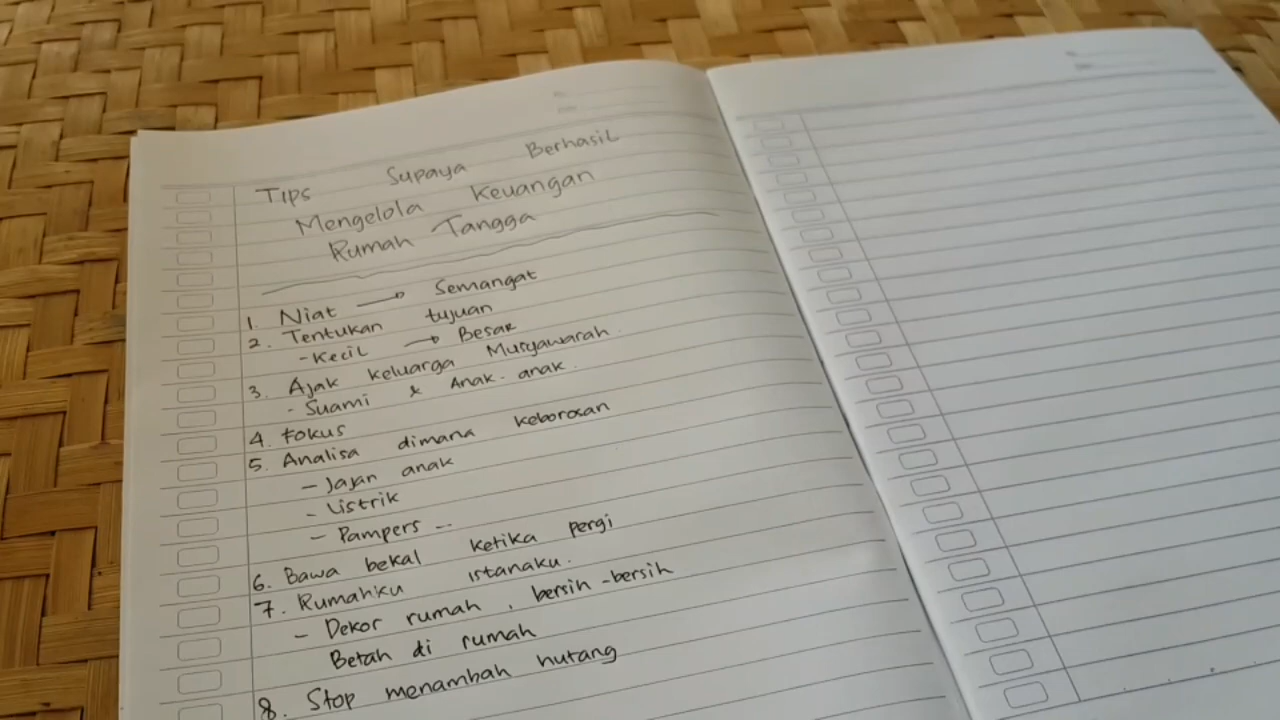 Tips Supaya Berhasil
Mengelola Keuangan
Rumah Tangga
1. Niat → Semangat
2. Tentukan tujuan
- Kecil → Besar
3. Ajak keluarga Musyawarah.
- Suami & Anak-anak.
4. Fokus
5. Analisa dimana keborosan
- Jajan anak
- Listrik
- Pampers --
6. Bawa bekal ketika pergi
7. Rumahku istanaku.
- Dekor rumah, bersih-bersih
Betah di rumah
8. Stop menambah hutang